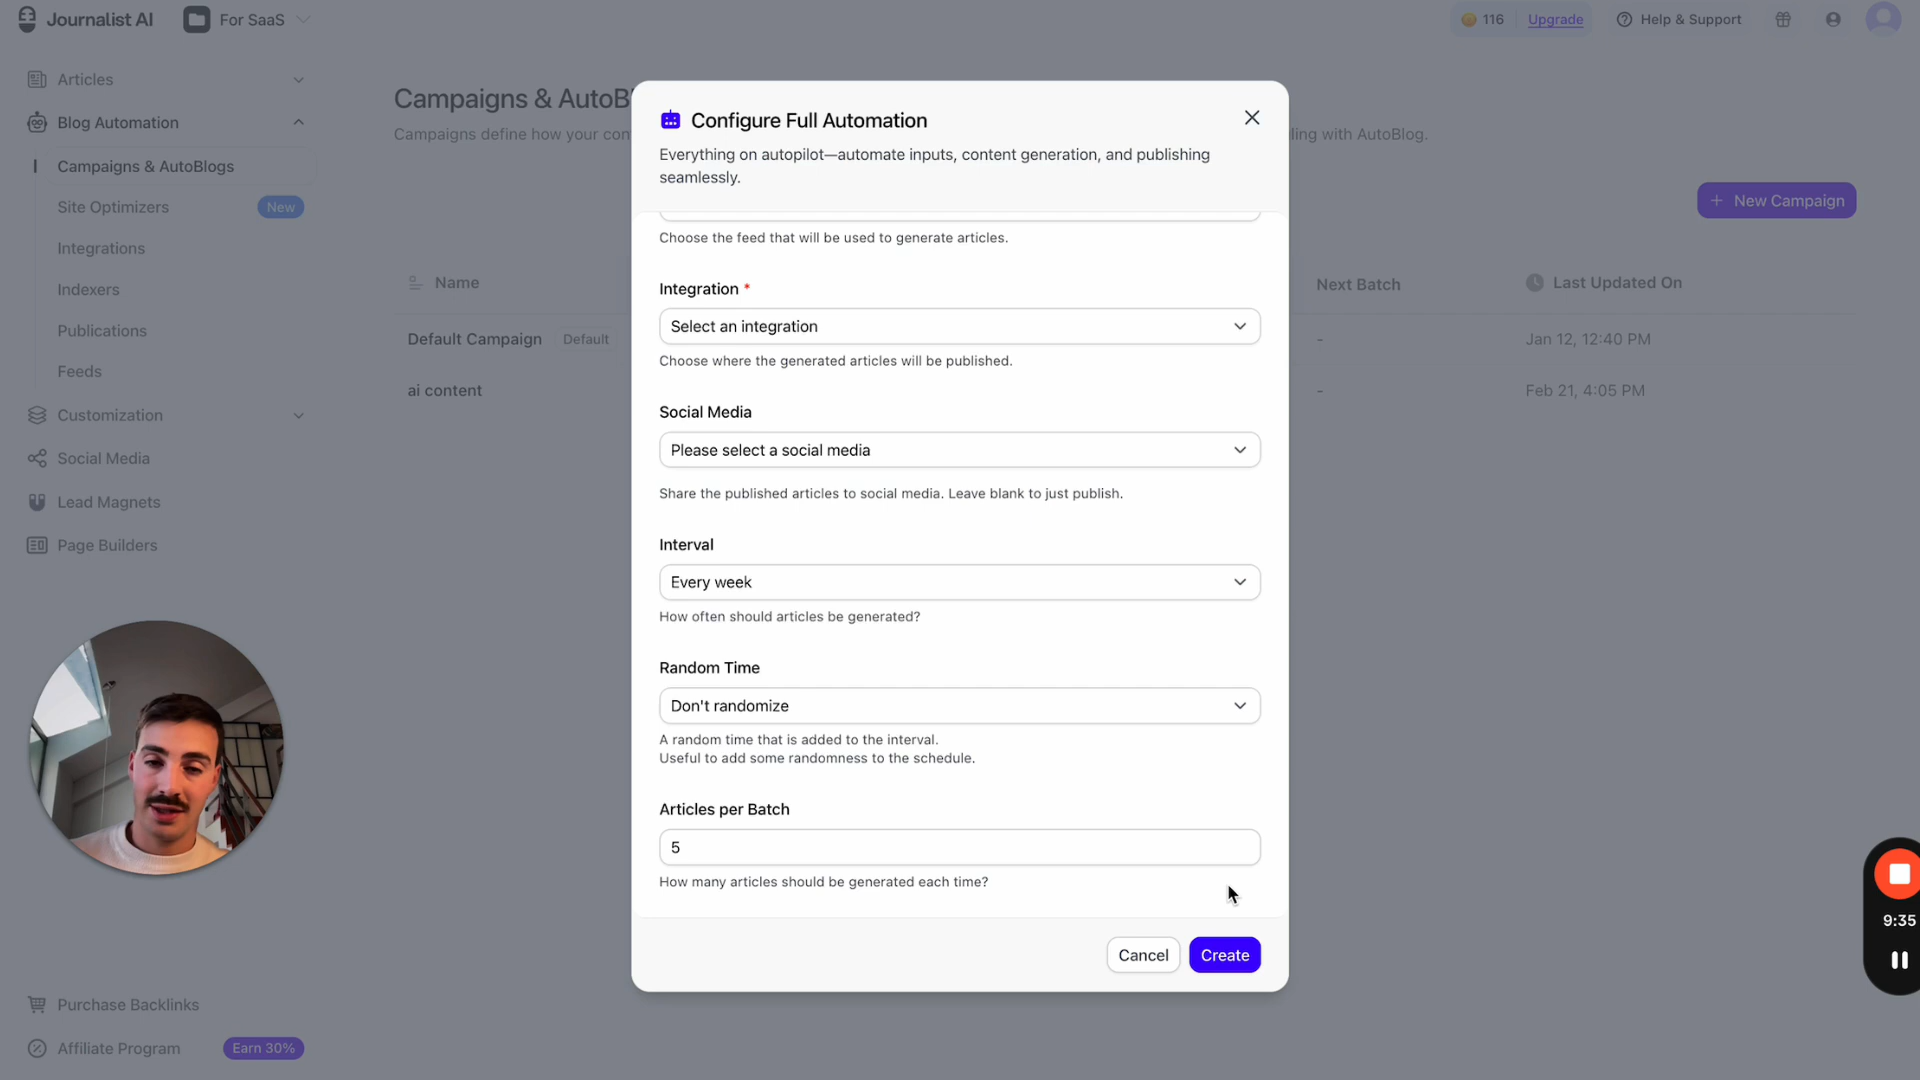 Journalist AI
For SaaS
116
Upgrade
Help & Support
Articles
Blog Automation
Campaigns & AutoBlogs
Site Optimizers
New
Integrations
Indexers
Publications
Feeds
Customization
Social Media
Lead Magnets
Page Builders
Purchase Backlinks
Affiliate Program
Earn 30%
Campaigns & AutoB
Campaigns define how your con
ling with AutoBlog.
+ New Campaign
Name
Next Batch
Last Updated On
Default Campaign
Default
-
Jan 12, 12:40 PM
ai content
-
Feb 21, 4:05 PM
Configure Full Automation
Everything on autopilot—automate inputs, content generation, and publishing
seamlessly.
Choose the feed that will be used to generate articles.
Integration *
Select an integration
Choose where the generated articles will be published.
Social Media
Please select a social media
Share the published articles to social media. Leave blank to just publish.
Interval
Every week
How often should articles be generated?
Random Time
Don't randomize
A random time that is added to the interval.
Useful to add some randomness to the schedule.
Articles per Batch
5
How many articles should be generated each time?
Cancel
Create
9:35